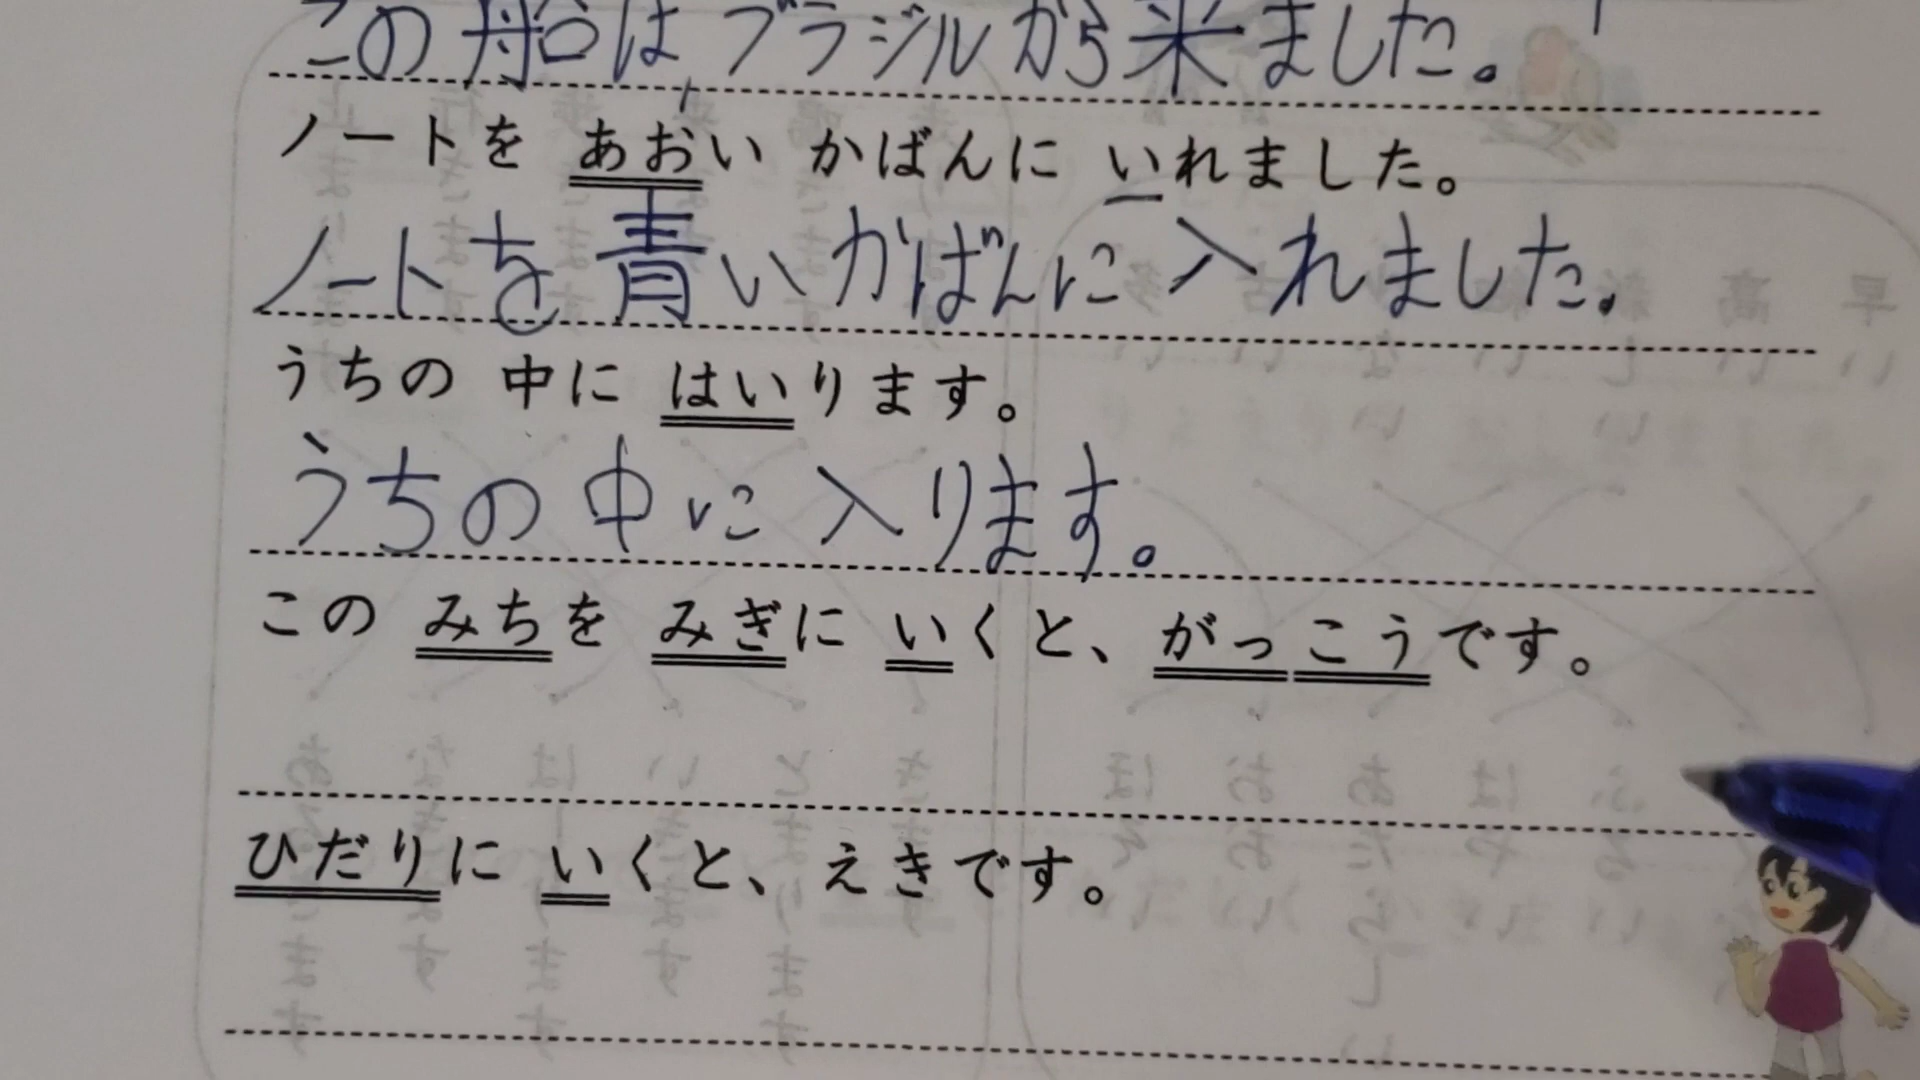 この船はブラジルから来ました。
ノートを あおい かばんに いれました。
ノートを青いかばんに入れました。
うちの 中に はいります。
うちの中に入ります。
この みちを みぎに いくと、がっこうです。
ひだりに いくと、えきです。